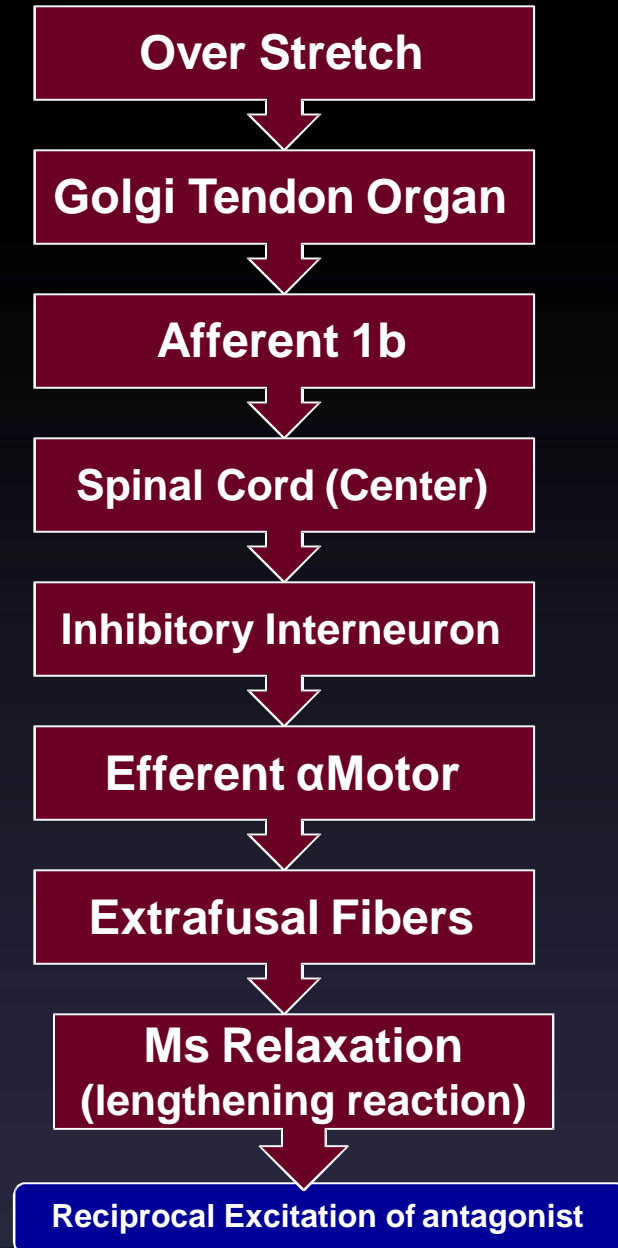 Over Stretch
Golgi Tendon Organ
Afferent 1b
Spinal Cord (Center)
Inhibitory Interneuron
Efferent αMotor
Extrafusal Fibers
Ms Relaxation
(lengthening reaction)
Reciprocal Excitation of antagonist